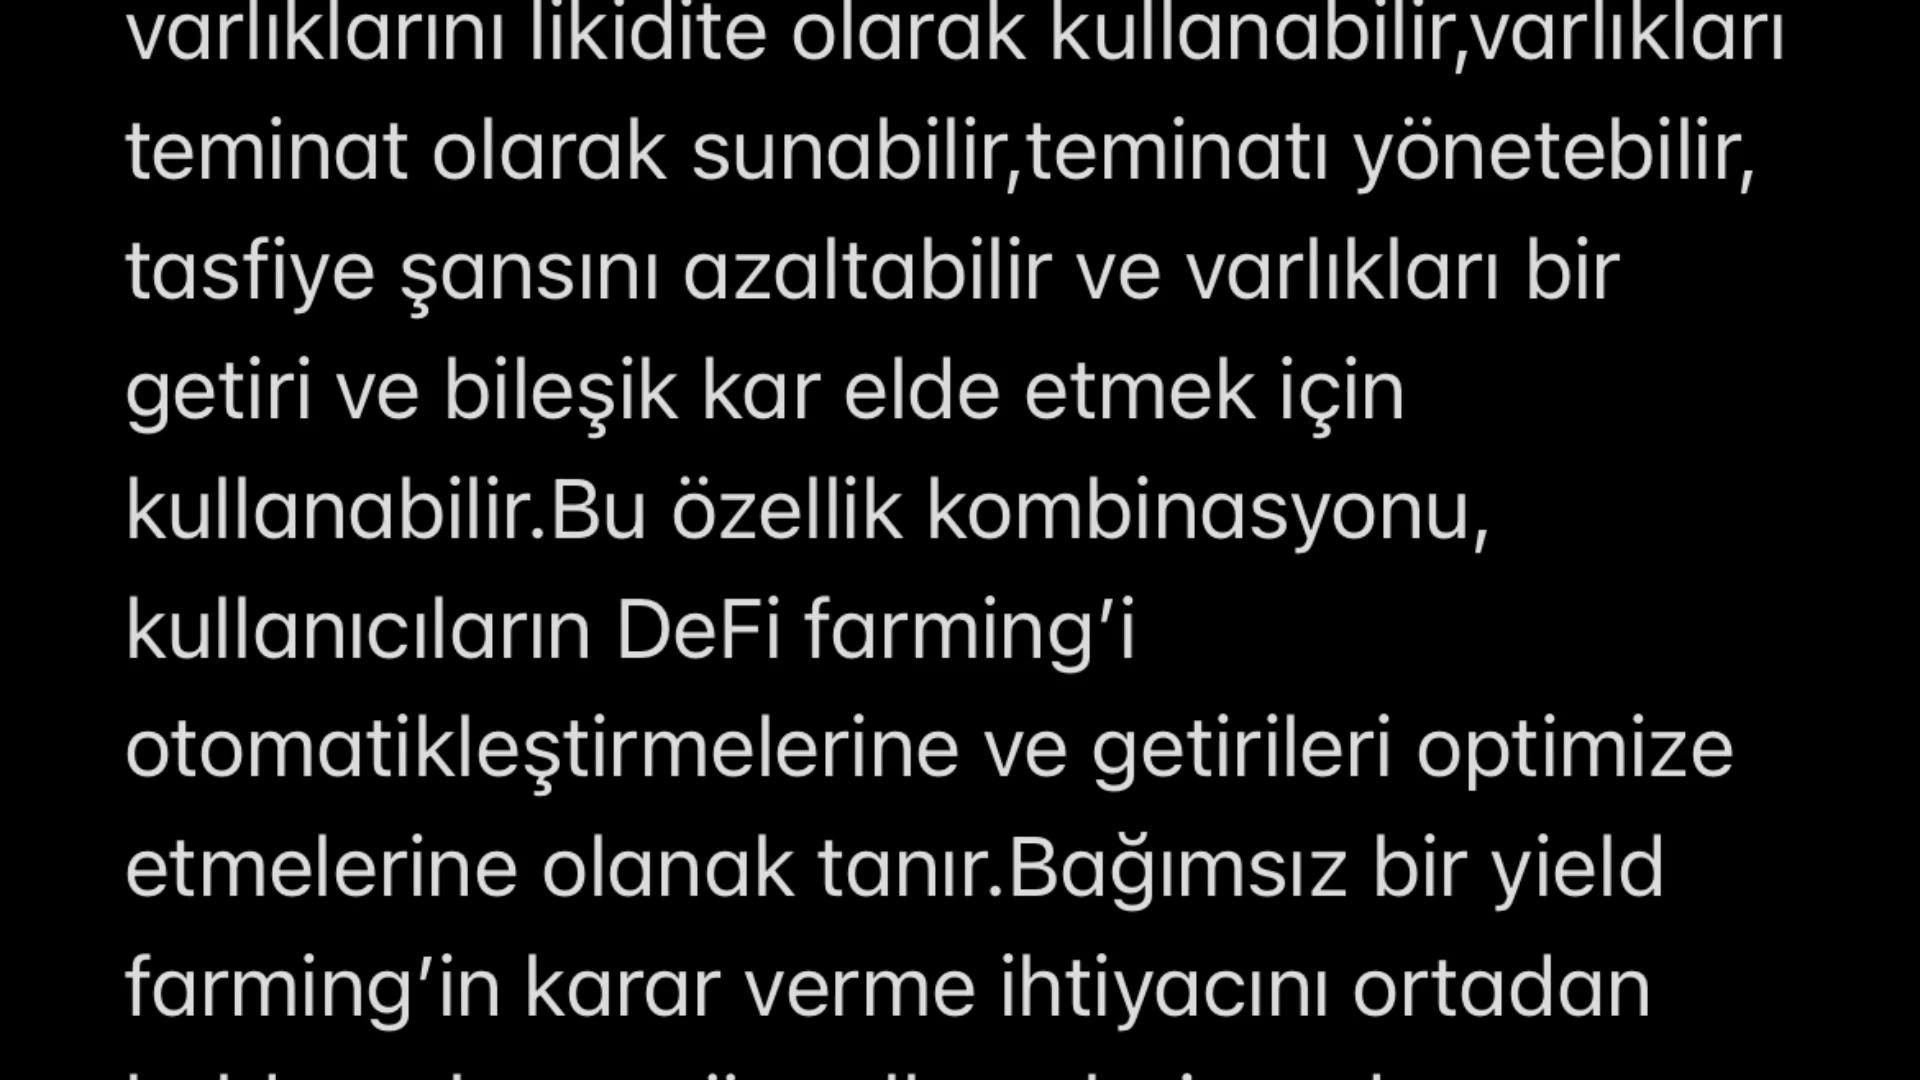 varlıklarını likidite olarak kullanabilir,varlıkları
teminat olarak sunabilir,teminatı yönetebilir,
tasfiye şansını azaltabilir ve varlıkları bir
getiri ve bileşik kar elde etmek için
kullanabilir.Bu özellik kombinasyonu,
kullanıcıların DeFi farming’i
otomatikleştirmelerine ve getirileri optimize
etmelerine olanak tanır.Bağımsız bir yield
farming’in karar verme ihtiyacını ortadan